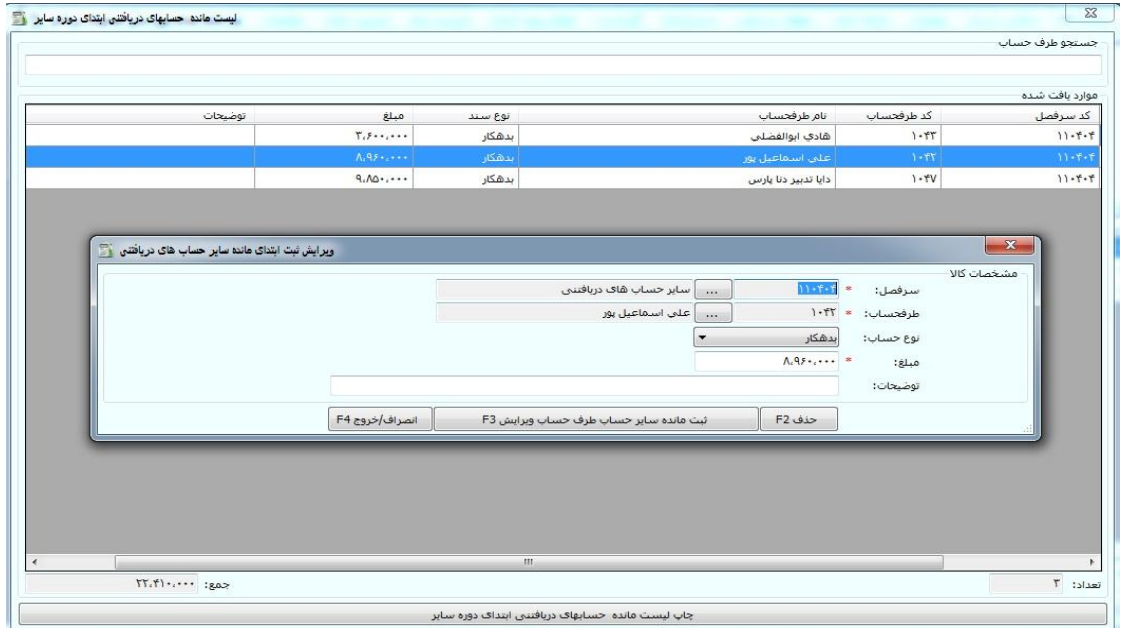 لیست مانده حسابهای دریافتنی ابتدای دوره سایر
جستجو طرف حساب
موارد یافت شده
کد سرفصل کد طرفحساب نام طرفحساب نوع سند مبلغ توضیحات
۱۱۰۴۰۴ ۱۰۴۳ هادي ابوالفضلی بدهکار ۳،۶۰۰،۰۰۰
۱۱۰۴۰۴ ۱۰۴۲ علی اسماعیل پور بدهکار ۸،۹۶۰،۰۰۰
۱۱۰۴۰۴ ۱۰۴۷ دایا تدبیر دنا پارس بدهکار ۹،۸۵۰،۰۰۰
ویرایش ثبت ابتدای مانده سایر حساب های دریافتنی
مشخصات کالا
سرفصل: * ۱۱۰۴۰۴ ... سایر حساب های دریافتنی
طرفحساب: * ۱۰۴۲ ... علی اسماعیل پور
نوع حساب: بدهکار
مبلغ: * ۸،۹۶۰،۰۰۰
توضیحات:
حذف F2 ثبت مانده سایر حساب طرف حساب ویرایش F3 انصراف/خروج F4
تعداد: ۳ جمع: ۲۲،۴۱۰،۰۰۰
چاپ لیست مانده حسابهای دریافتنی ابتدای دوره سایر